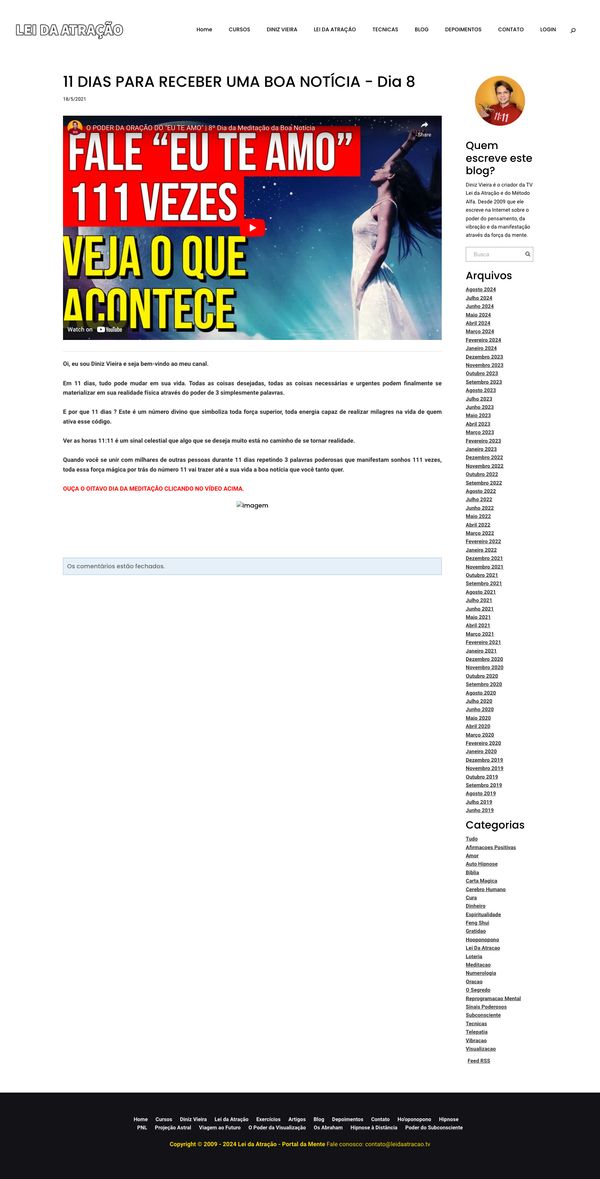 LEI DA ATRAÇÃO
Home CURSOS DINIZ VIEIRA LEI DA ATRAÇÃO TECNICAS BLOG DEPOIMENTOS CONTATO LOGIN
11 DIAS PARA RECEBER UMA BOA NOTÍCIA - Dia 8
18/5/2021
O PODER DA ORAÇÃO DO "EU TE AMO" | 8º Dia da Meditação da Boa Notícia
Share
FALE “EU TE AMO”
111 VEZES
VEJA O QUE
ACONTECE
Watch on YouTube
Oi, eu sou Diniz Vieira e seja bem-vindo ao meu canal.
Em 11 dias, tudo pode mudar em sua vida. Todas as coisas desejadas, todas as coisas necessárias e urgentes podem finalmente se
materializar em sua realidade física através do poder de 3 simplesmente palavras.
E por que 11 dias ? Este é um número divino que simboliza toda força superior, toda energia capaz de realizar milagres na vida de quem
ativa esse código.
Ver as horas 11:11 é um sinal celestial que algo que se deseja muito está no caminho de se tornar realidade.
Quando você se unir com milhares de outras pessoas durante 11 dias repetindo 3 palavras poderosas que manifestam sonhos 111 vezes,
toda essa força mágica por trás do número 11 vai trazer até a sua vida a boa notícia que você tanto quer.
OUÇA O OITAVO DIA DA MEDITAÇÃO CLICANDO NO VÍDEO ACIMA.
Imagem
Os comentários estão fechados.
11:11
Quem
escreve este
blog?
Diniz Vieira é o criador da TV
Lei da Atração e do Método
Alfa. Desde 2009 que ele
escreve na Internet sobre o
poder do pensamento, da
vibração e da manifestação
através da força da mente.
Busca
Arquivos
Agosto 2024
Julho 2024
Junho 2024
Maio 2024
Abril 2024
Março 2024
Fevereiro 2024
Janeiro 2024
Dezembro 2023
Novembro 2023
Outubro 2023
Setembro 2023
Agosto 2023
Julho 2023
Junho 2023
Maio 2023
Abril 2023
Março 2023
Fevereiro 2023
Janeiro 2023
Dezembro 2022
Novembro 2022
Outubro 2022
Setembro 2022
Agosto 2022
Julho 2022
Junho 2022
Maio 2022
Abril 2022
Março 2022
Fevereiro 2022
Janeiro 2022
Dezembro 2021
Novembro 2021
Outubro 2021
Setembro 2021
Agosto 2021
Julho 2021
Junho 2021
Maio 2021
Abril 2021
Março 2021
Fevereiro 2021
Janeiro 2021
Dezembro 2020
Novembro 2020
Outubro 2020
Setembro 2020
Agosto 2020
Julho 2020
Junho 2020
Maio 2020
Abril 2020
Março 2020
Fevereiro 2020
Janeiro 2020
Dezembro 2019
Novembro 2019
Outubro 2019
Setembro 2019
Agosto 2019
Julho 2019
Junho 2019
Categorias
Tudo
Afirmacoes Positivas
Amor
Auto Hipnose
Biblia
Carta Magica
Cerebro Humano
Cura
Dinheiro
Espiritualidade
Feng Shui
Gratidao
Hooponopono
Lei Da Atracao
Loteria
Meditacao
Numerologia
Oracao
O Segredo
Reprogramacao Mental
Sinais Poderosos
Subconsciente
Tecnicas
Telepatia
Vibracao
Visualizacao
Feed RSS
Home Cursos Diniz Vieira Lei da Atração Exercícios Artigos Blog Depoimentos Contato Ho'oponopono Hipnose
PNL Projeção Astral Viagem ao Futuro O Poder da Visualização Os Abraham Hipnose à Distância Poder do Subconsciente
Copyright © 2009 - 2024 Lei da Atração - Portal da Mente Fale conosco: contato@leidaatracao.tv